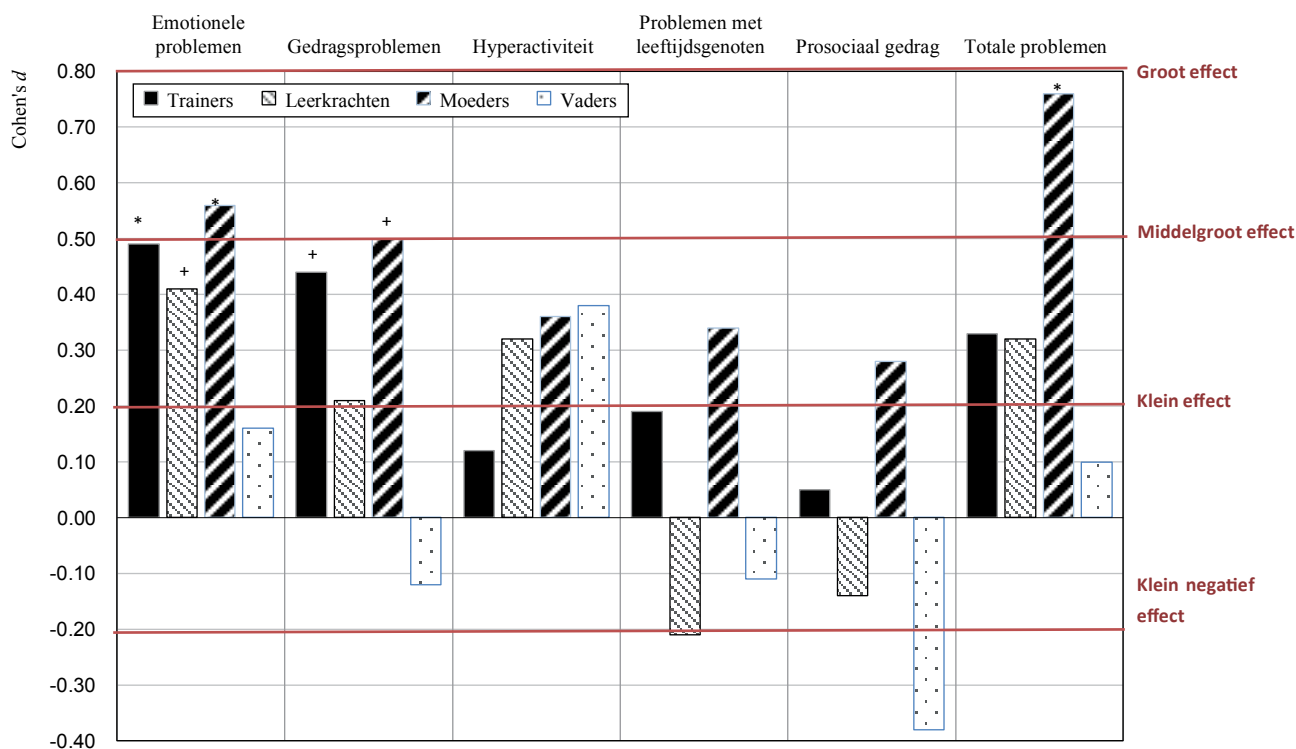 Emotionele
problemen
Gedragsproblemen
Hyperactiviteit
Problemen met
leeftijdsgenoten
Prosociaal gedrag
Totale problemen
Cohen's d
0.80
0.70
0.60
0.50
0.40
0.30
0.20
0.10
0.00
-0.10
-0.20
-0.30
-0.40
Trainers Leerkrachten Moeders Vaders
*
+
*
+
+
*
Groot effect
Middelgroot effect
Klein effect
Klein negatief
effect